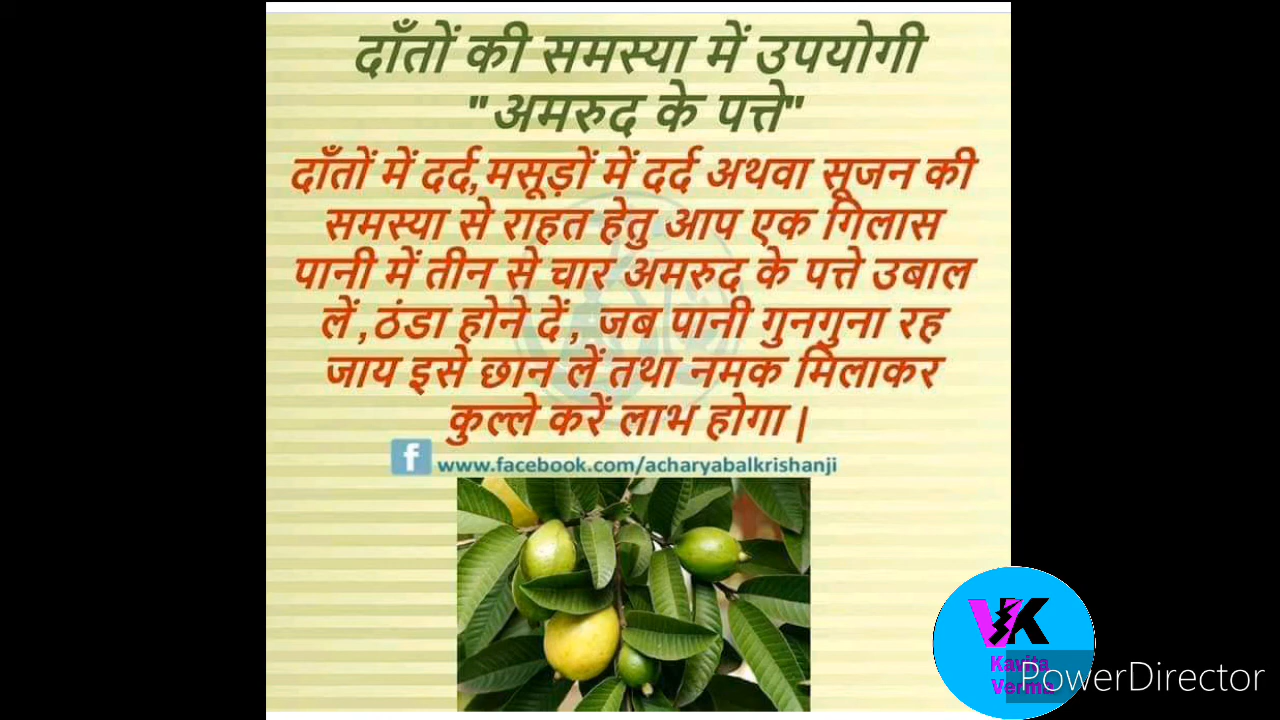 दाँतों की समस्या में उपयोगी
"अमरुद के पत्ते"
दाँतों में दर्द,मसूड़ों में दर्द अथवा सूजन की
समस्या से राहत हेतु आप एक गिलास
पानी में तीन से चार अमरुद के पत्ते उबाल
लें ,ठंडा होने दें , जब पानी गुनगुना रह
जाय इसे छान लें तथा नमक मिलाकर
कुल्ले करें लाभ होगा |
f www.facebook.com/acharyabalkrishanji
VK
Kavita
Verma
PowerDirector